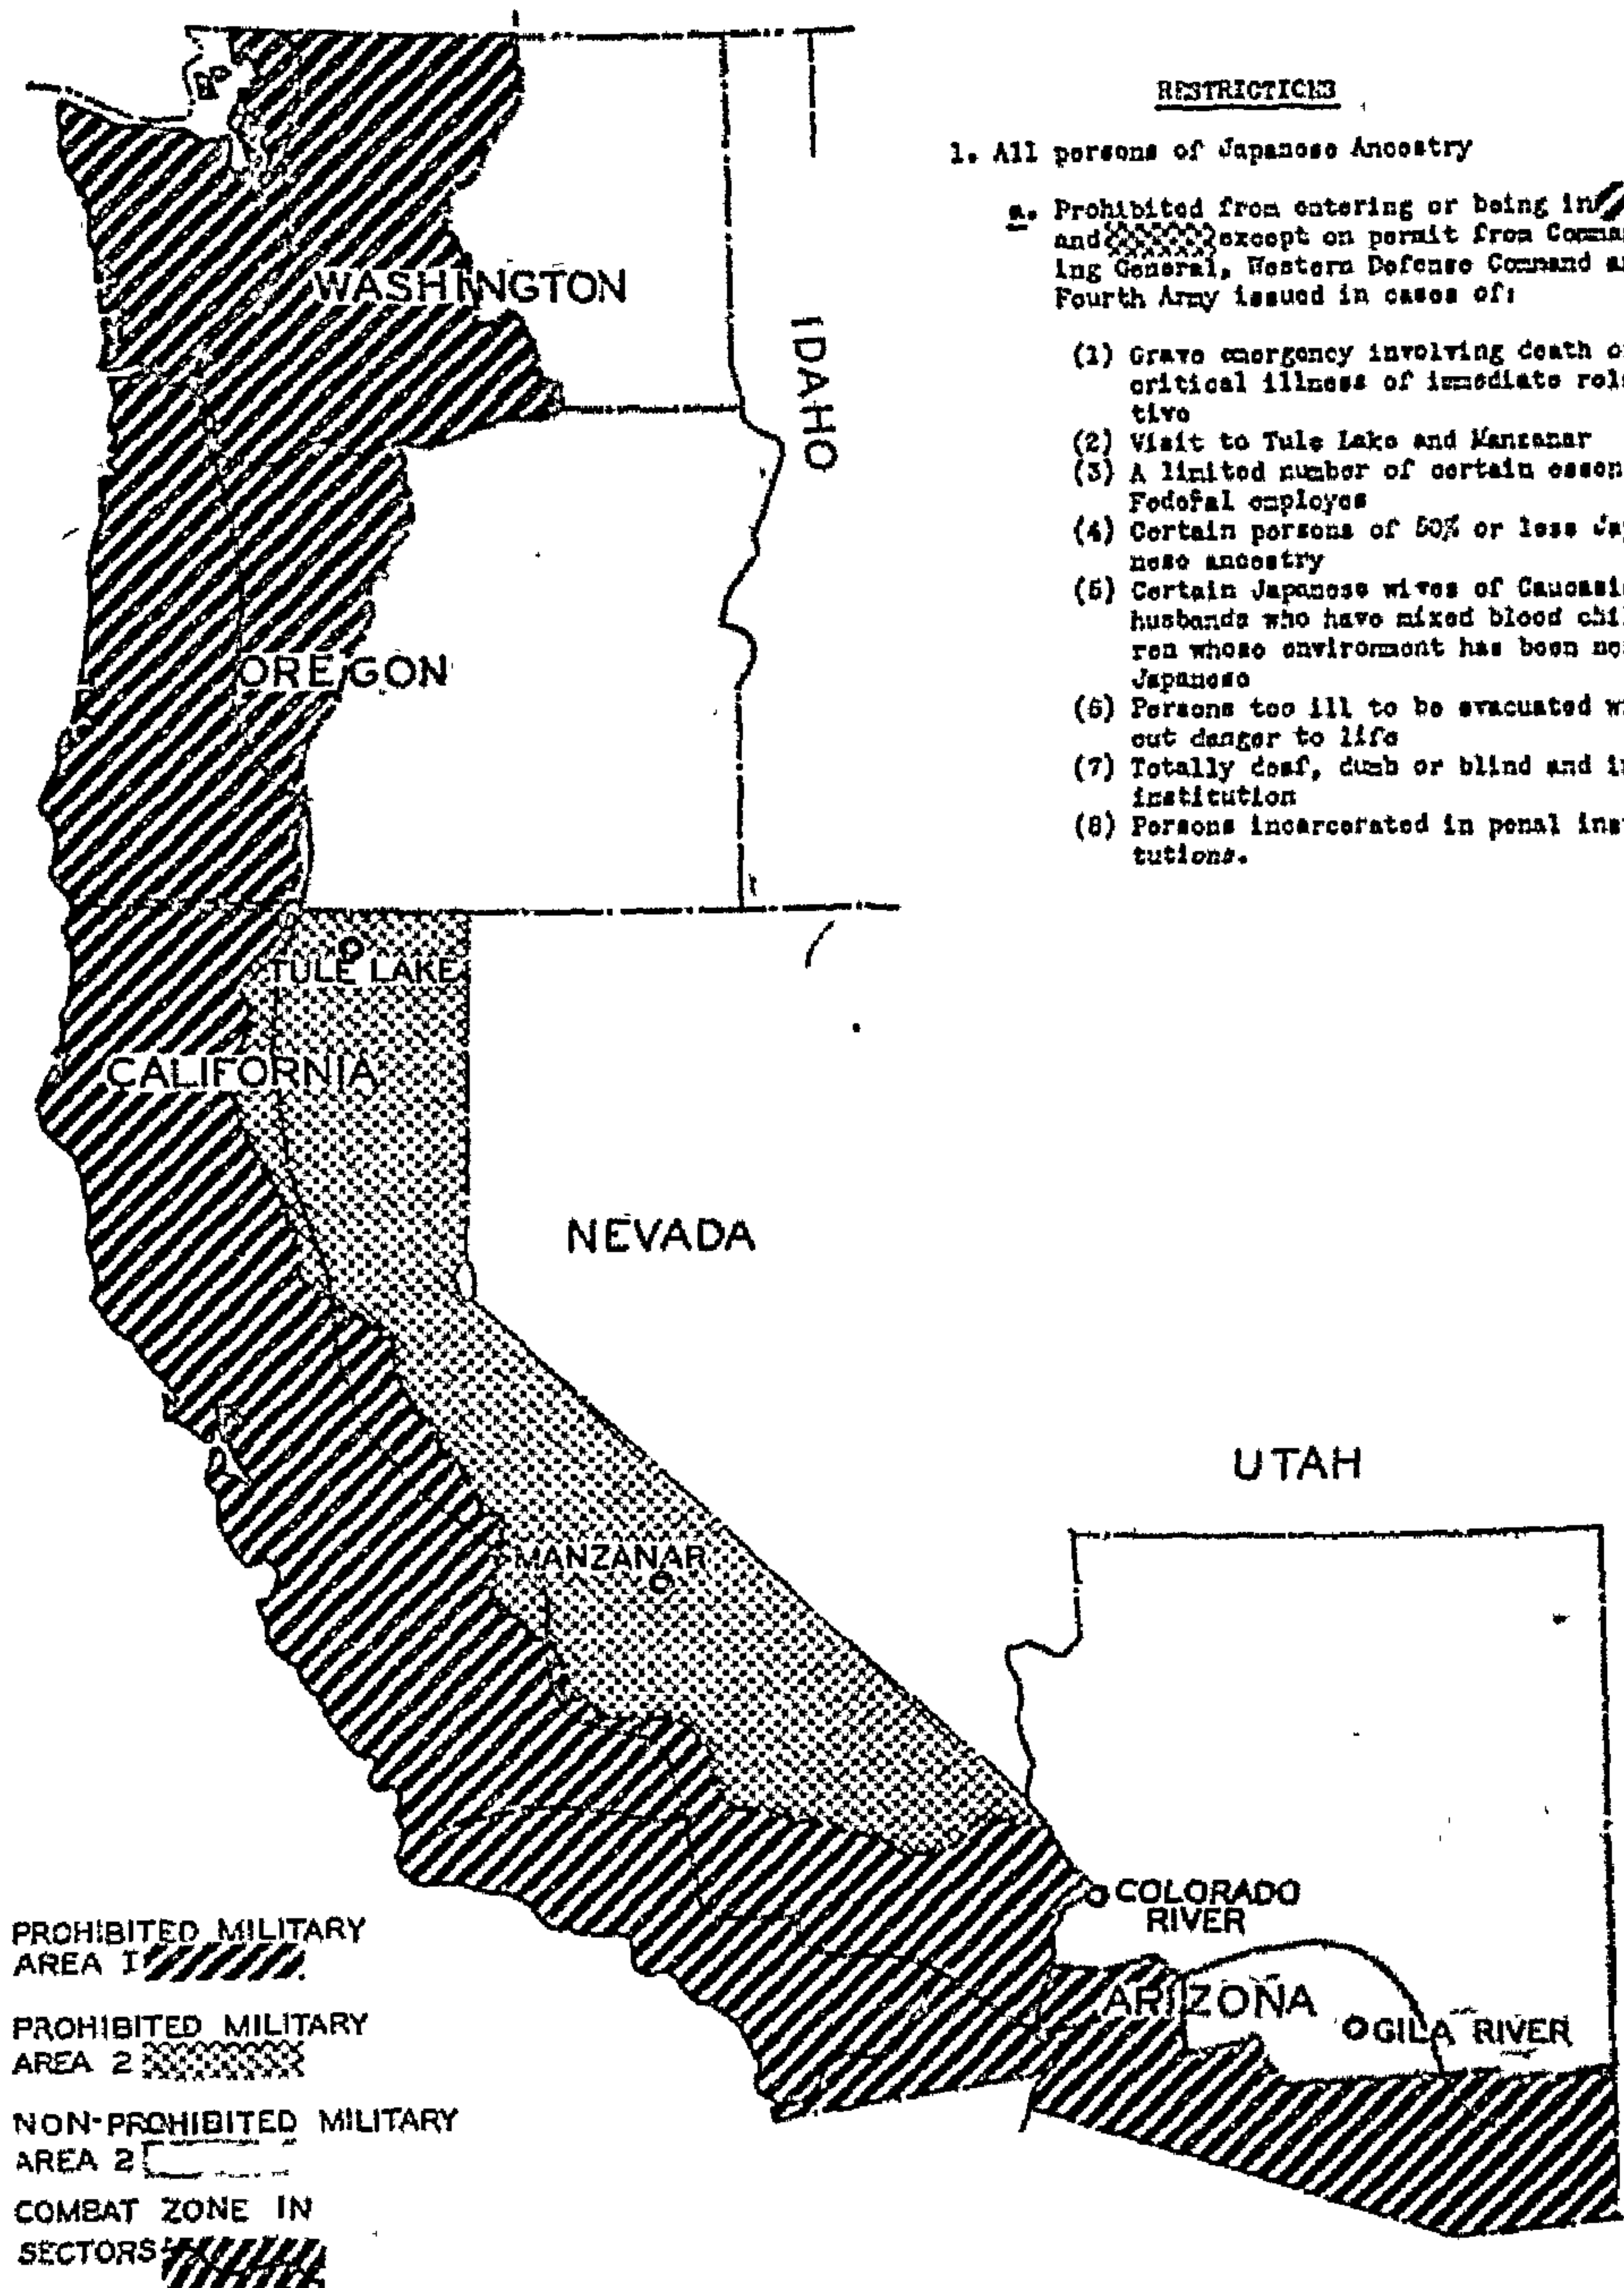 RESTRICTIONS
1. All persons of Japanese Ancestry
a. Prohibited from entering or being in
and except on permit from Comma
ing General, Western Defense Command a
Fourth Army issued in cases of:
(1) Grave emergency involving death o
critical illness of immediate rela
tive
(2) Visit to Tule Lake and Manzanar
(3) A limited number of certain essen
Federal employes
(4) Certain persons of 50% or less Ja
nese ancestry
(5) Certain Japanese wives of Caucasi
husbands who have mixed blood chil
ren whose environment has been no
Japanese
(6) Persons too ill to be evacuated w
out danger to life
(7) Totally deaf, dumb or blind and i
institution
(8) Persons incarcerated in penal inst
tutions.
WASHINGTON
IDAHO
OREGON
TULE LAKE
CALIFORNIA
NEVADA
UTAH
MANZANAR
COLORADO
RIVER
ARIZONA
GILA RIVER
PROHIBITED MILITARY
AREA I
PROHIBITED MILITARY
AREA 2
NON-PROHIBITED MILITARY
AREA 2
COMBAT ZONE IN
SECTORS